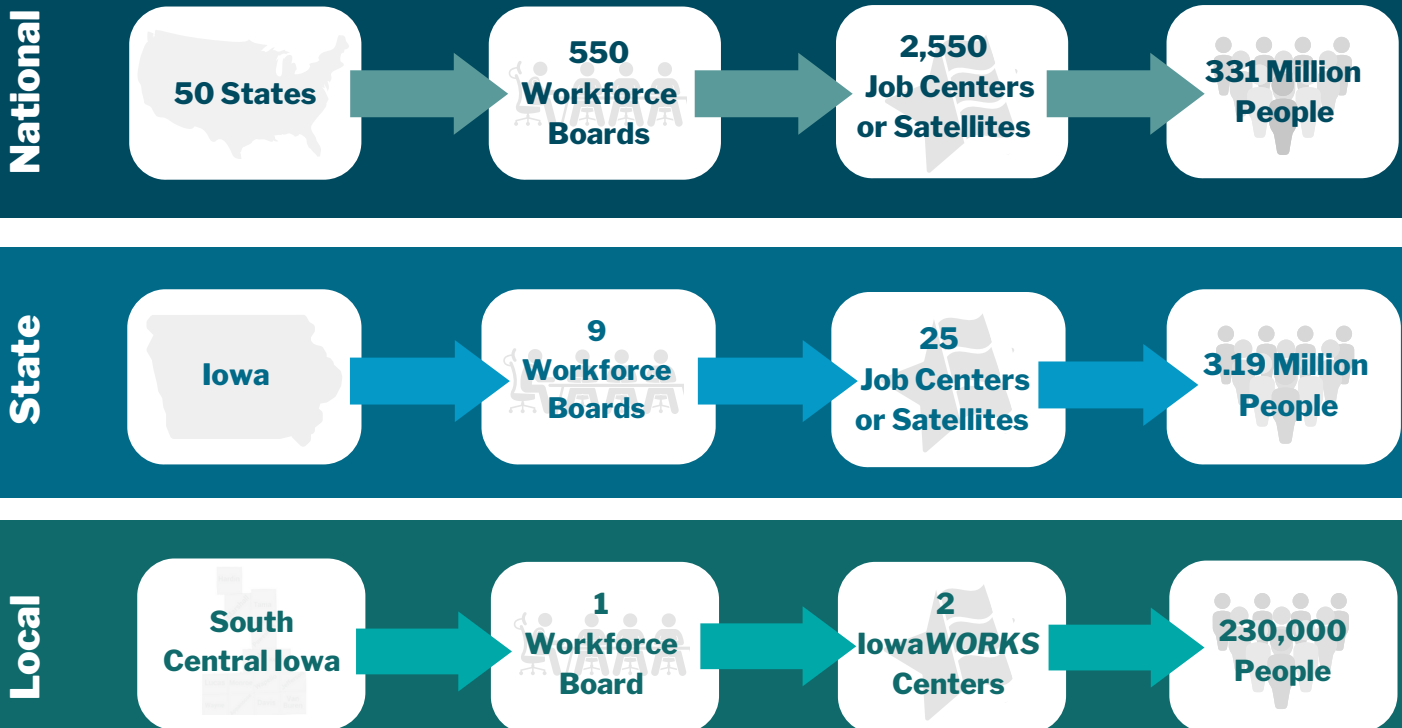 National
50 States
550
Workforce
Boards
2,550
Job Centers
or Satellites
331 Million
People
State
Iowa
9
Workforce
Boards
25
Job Centers
or Satellites
3.19 Million
People
Local
South
Central Iowa
1
Workforce
Board
2
IowaWORKS
Centers
230,000
People